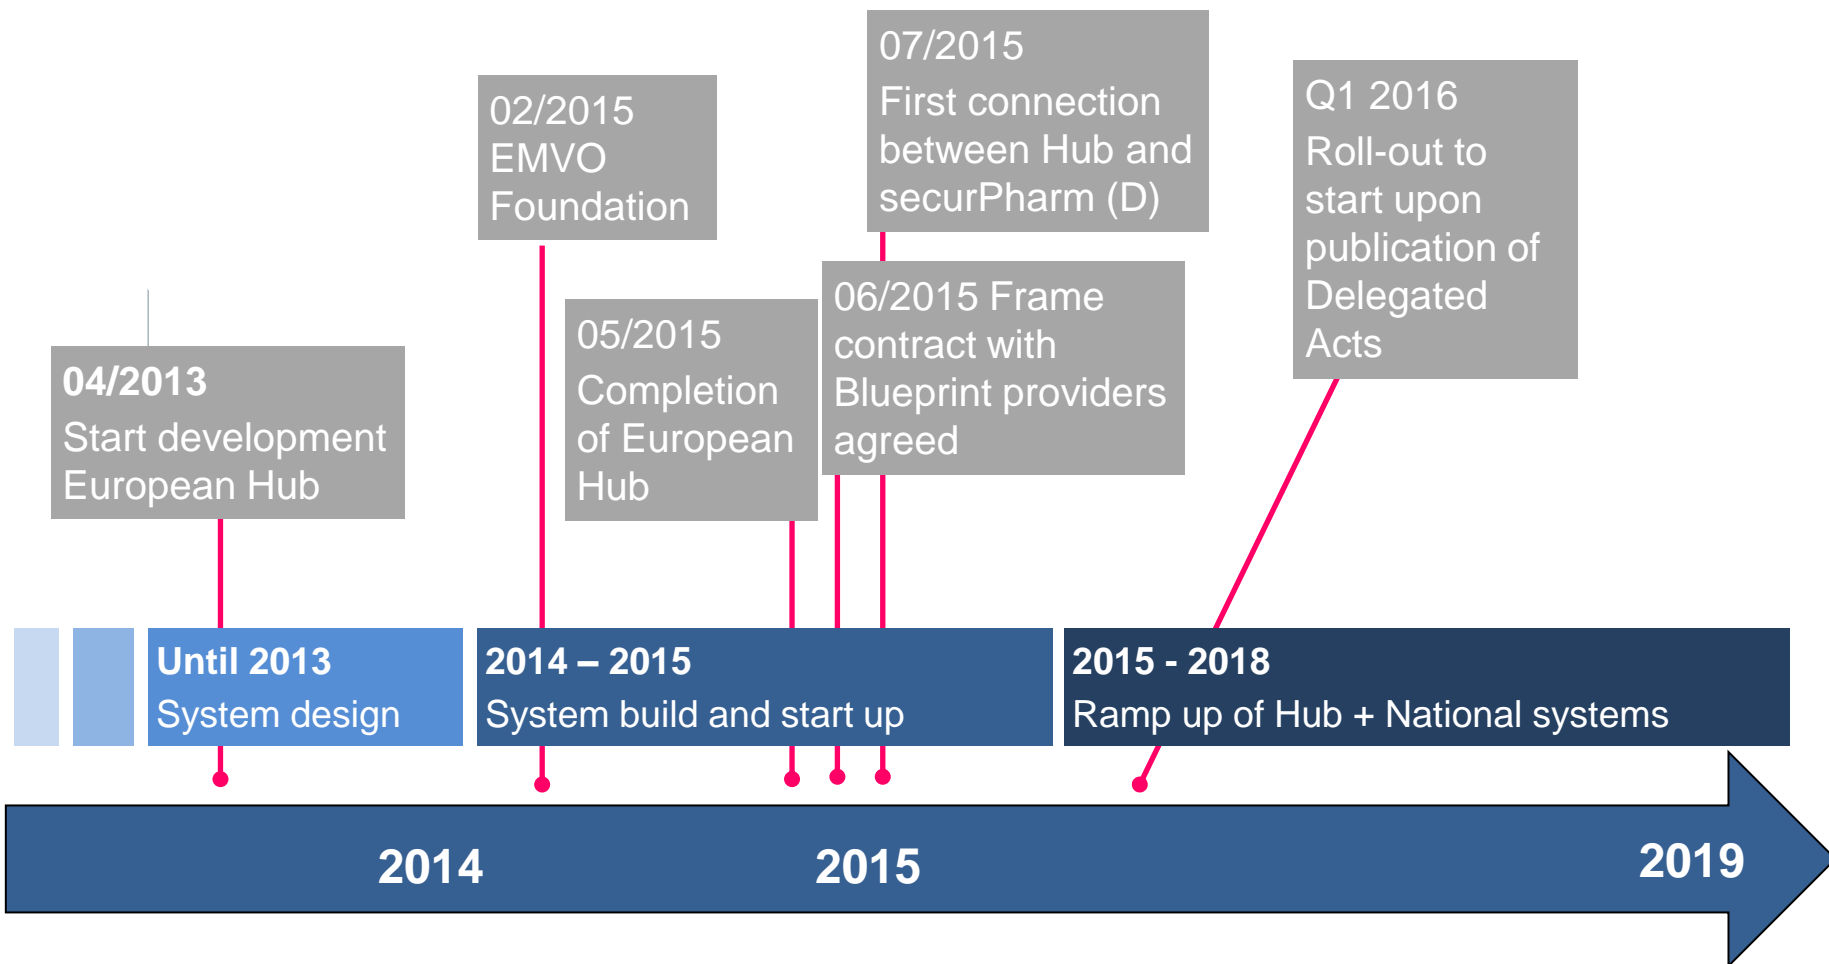 04/2013
Start development
European Hub
02/2015
EMVO
Foundation
05/2015
Completion
of European
Hub
06/2015 Frame
contract with
Blueprint providers
agreed
07/2015
First connection
between Hub and
securPharm (D)
Q1 2016
Roll-out to
start upon
publication of
Delegated
Acts
Until 2013
System design
2014 – 2015
System build and start up
2015 - 2018
Ramp up of Hub + National systems
2014
2015
2019